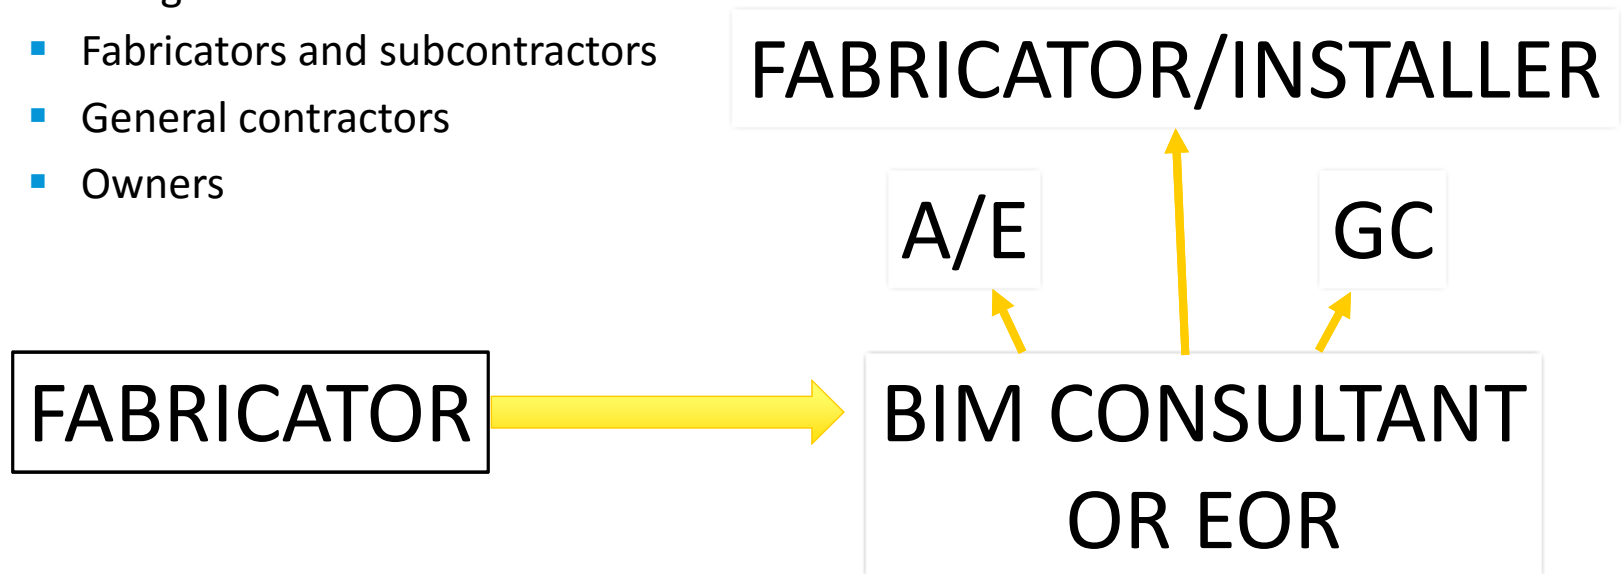 Fabricators and subcontractors
General contractors
Owners
FABRICATOR/INSTALLER
A/E
GC
FABRICATOR
BIM CONSULTANT
OR EOR